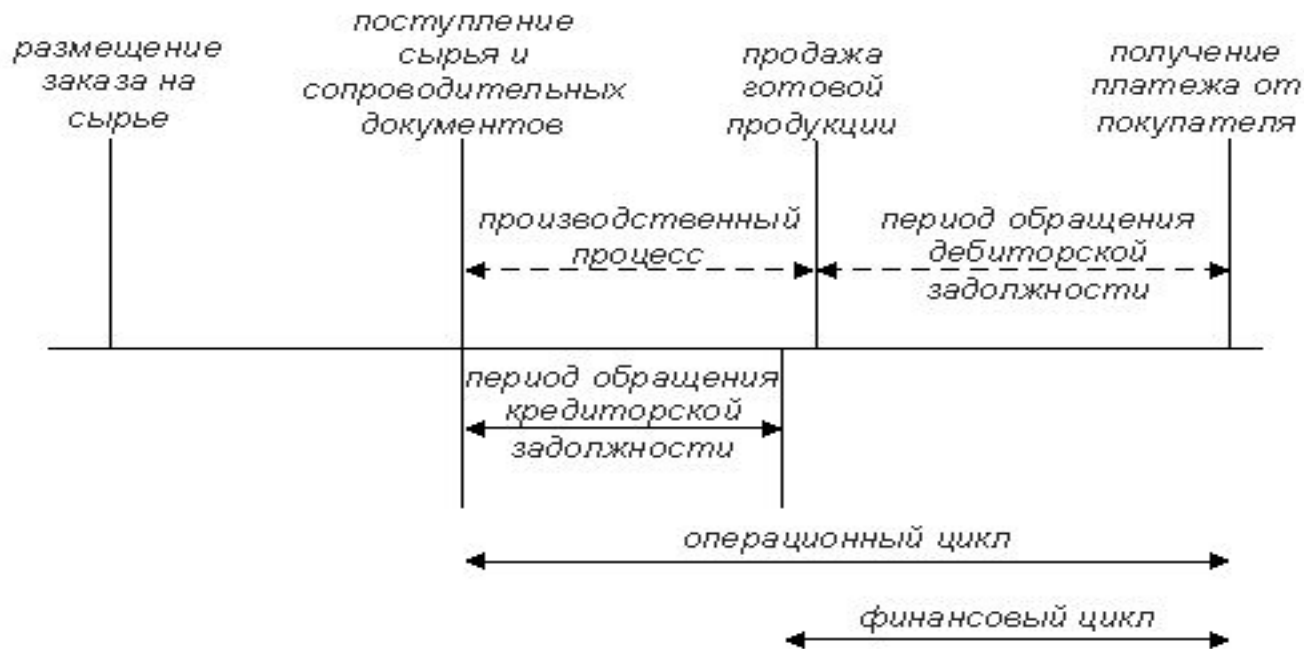 размещение
заказа на
сырье
поступление
сырья и
сопроводительных
документов
продажа
готовой
продукции
получение
платежа от
покупателя
производственный
процесс
период обращения
дебиторской
задолжности
период обращения
кредиторской
задолжности
операционный цикл
финансовый цикл